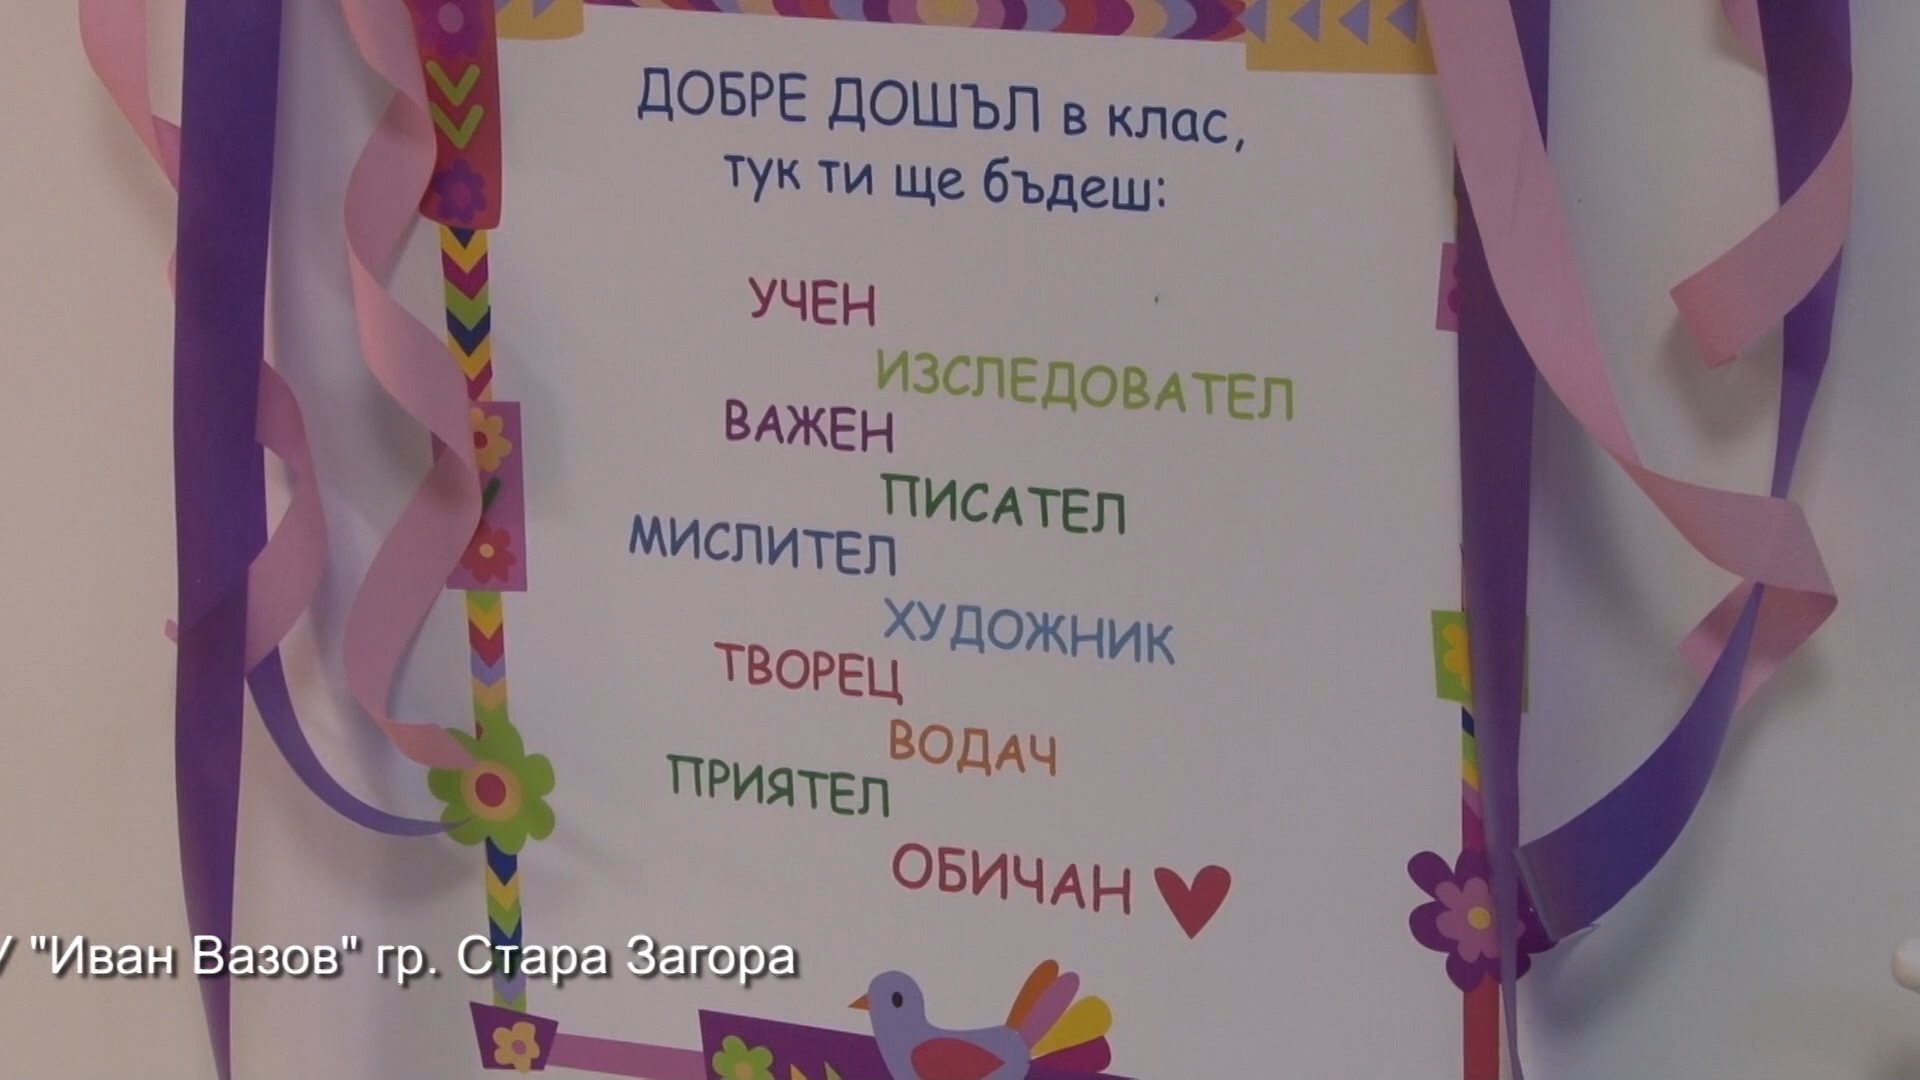 ДОБРЕ ДОШЪЛ в клас,
тук ти ще бъдеш:
УЧЕН
ИЗСЛЕДОВАТЕЛ
ВАЖЕН
ПИСАТЕЛ
МИСЛИТЕЛ
ХУДОЖНИК
ТВОРЕЦ
ВОДАЧ
ПРИЯТЕЛ
ОБИЧАН
"Иван Вазов" гр. Стара Загора